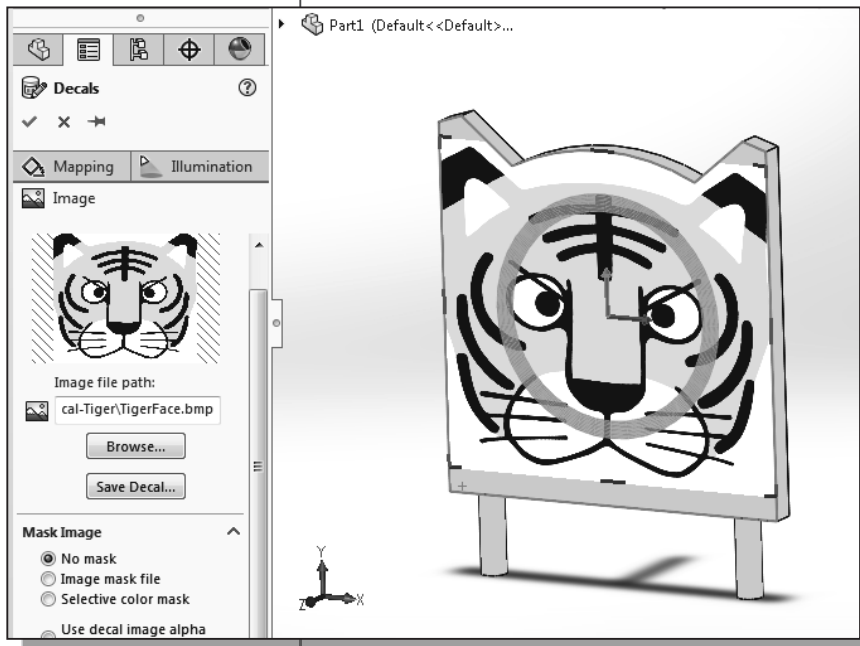 Part1 (Default<<Default>...
Decals
Mapping
Illumination
Image
Image file path:
cal-Tiger\TigerFace.bmp
Browse...
Save Decal...
Mask Image
No mask
Image mask file
Selective color mask
Use decal image alpha
Y
Z
X